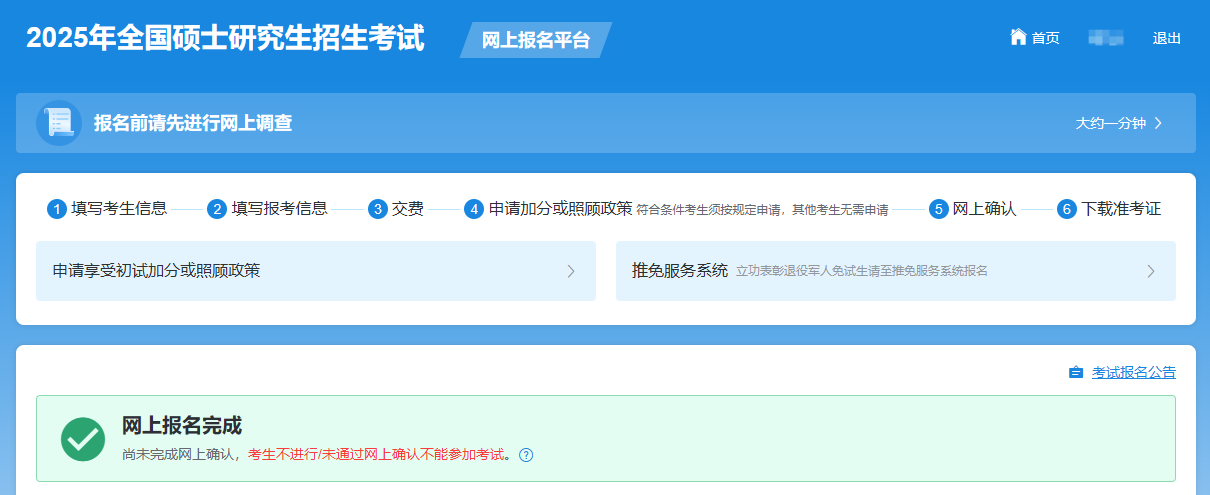 2025年全国硕士研究生招生考试 网上报名平台 首页 退出
报名前请先进行网上调查 大约一分钟
1 填写考生信息 2 填写报考信息 3 交费 4 申请加分或照顾政策 符合条件考生须按规定申请，其他考生无需申请 5 网上确认 6 下载准考证
申请享受初试加分或照顾政策 推免服务系统 立功表彰退役军人免试生请至推免服务系统报名
考试报名公告
网上报名完成
尚未完成网上确认，考生不进行/未通过网上确认不能参加考试。?